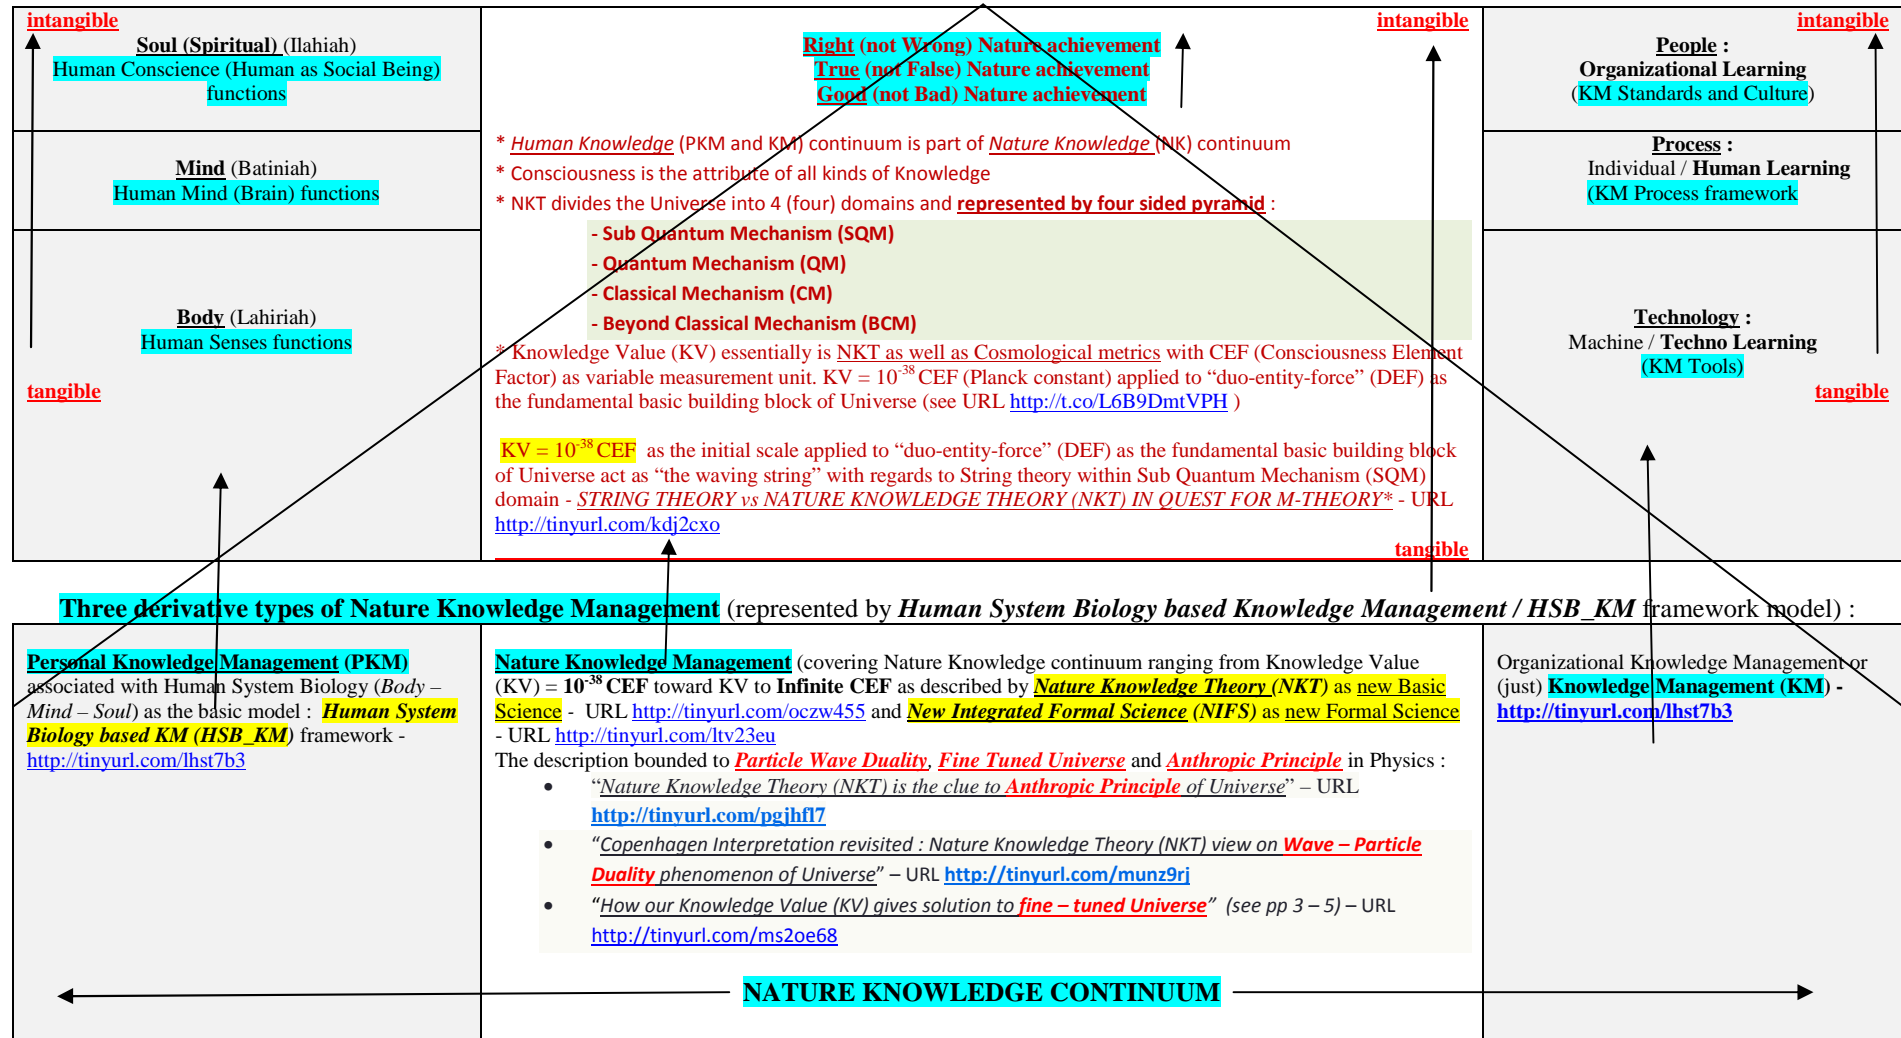 intangible
Soul (Spiritual) (Ilahiah)
Human Conscience (Human as Social Being)
functions
Mind (Batiniah)
Human Mind (Brain) functions
Body (Lahiriah)
Human Senses functions
tangible
intangible
Right (not Wrong) Nature achievement
True (not False) Nature achievement
Good (not Bad) Nature achievement
* Human Knowledge (PKM and KM) continuum is part of Nature Knowledge (NK) continuum
* Consciousness is the attribute of all kinds of Knowledge
* NKT divides the Universe into 4 (four) domains and represented by four sided pyramid :
- Sub Quantum Mechanism (SQM)
- Quantum Mechanism (QM)
- Classical Mechanism (CM)
- Beyond Classical Mechanism (BCM)
* Knowledge Value (KV) essentially is NKT as well as Cosmological metrics with CEF (Consciousness Element
Factor) as variable measurement unit. KV = 10-38 CEF (Planck constant) applied to “duo-entity-force” (DEF) as
the fundamental basic building block of Universe (see URL http://t.co/L6B9DmtVPH )
KV = 10-38 CEF as the initial scale applied to “duo-entity-force” (DEF) as the fundamental basic building block
of Universe act as “the waving string” with regards to String theory within Sub Quantum Mechanism (SQM)
domain - STRING THEORY vs NATURE KNOWLEDGE THEORY (NKT) IN QUEST FOR M-THEORY* - URL
http://tinyurl.com/kdj2cxo
tangible
intangible
People :
Organizational Learning
(KM Standards and Culture)
Process :
Individual / Human Learning
(KM Process framework
Technology :
Machine / Techno Learning
(KM Tools)
tangible
Three derivative types of Nature Knowledge Management (represented by Human System Biology based Knowledge Management / HSB_KM framework model) :
Personal Knowledge Management (PKM)
associated with Human System Biology (Body –
Mind – Soul) as the basic model : Human System
Biology based KM (HSB_KM) framework -
http://tinyurl.com/lhst7b3
Nature Knowledge Management (covering Nature Knowledge continuum ranging from Knowledge Value
(KV) = 10-38 CEF toward KV to Infinite CEF as described by Nature Knowledge Theory (NKT) as new Basic
Science - URL http://tinyurl.com/oczw455 and New Integrated Formal Science (NIFS) as new Formal Science
- URL http://tinyurl.com/ltv23eu
The description bounded to Particle Wave Duality, Fine Tuned Universe and Anthropic Principle in Physics :
• “Nature Knowledge Theory (NKT) is the clue to Anthropic Principle of Universe” – URL
http://tinyurl.com/pgjhfl7
• “Copenhagen Interpretation revisited : Nature Knowledge Theory (NKT) view on Wave – Particle
Duality phenomenon of Universe” – URL http://tinyurl.com/munz9rj
• “How our Knowledge Value (KV) gives solution to fine – tuned Universe” (see pp 3 – 5) – URL
http://tinyurl.com/ms2oe68
Organizational Knowledge Management or
(just) Knowledge Management (KM) -
http://tinyurl.com/lhst7b3
NATURE KNOWLEDGE CONTINUUM